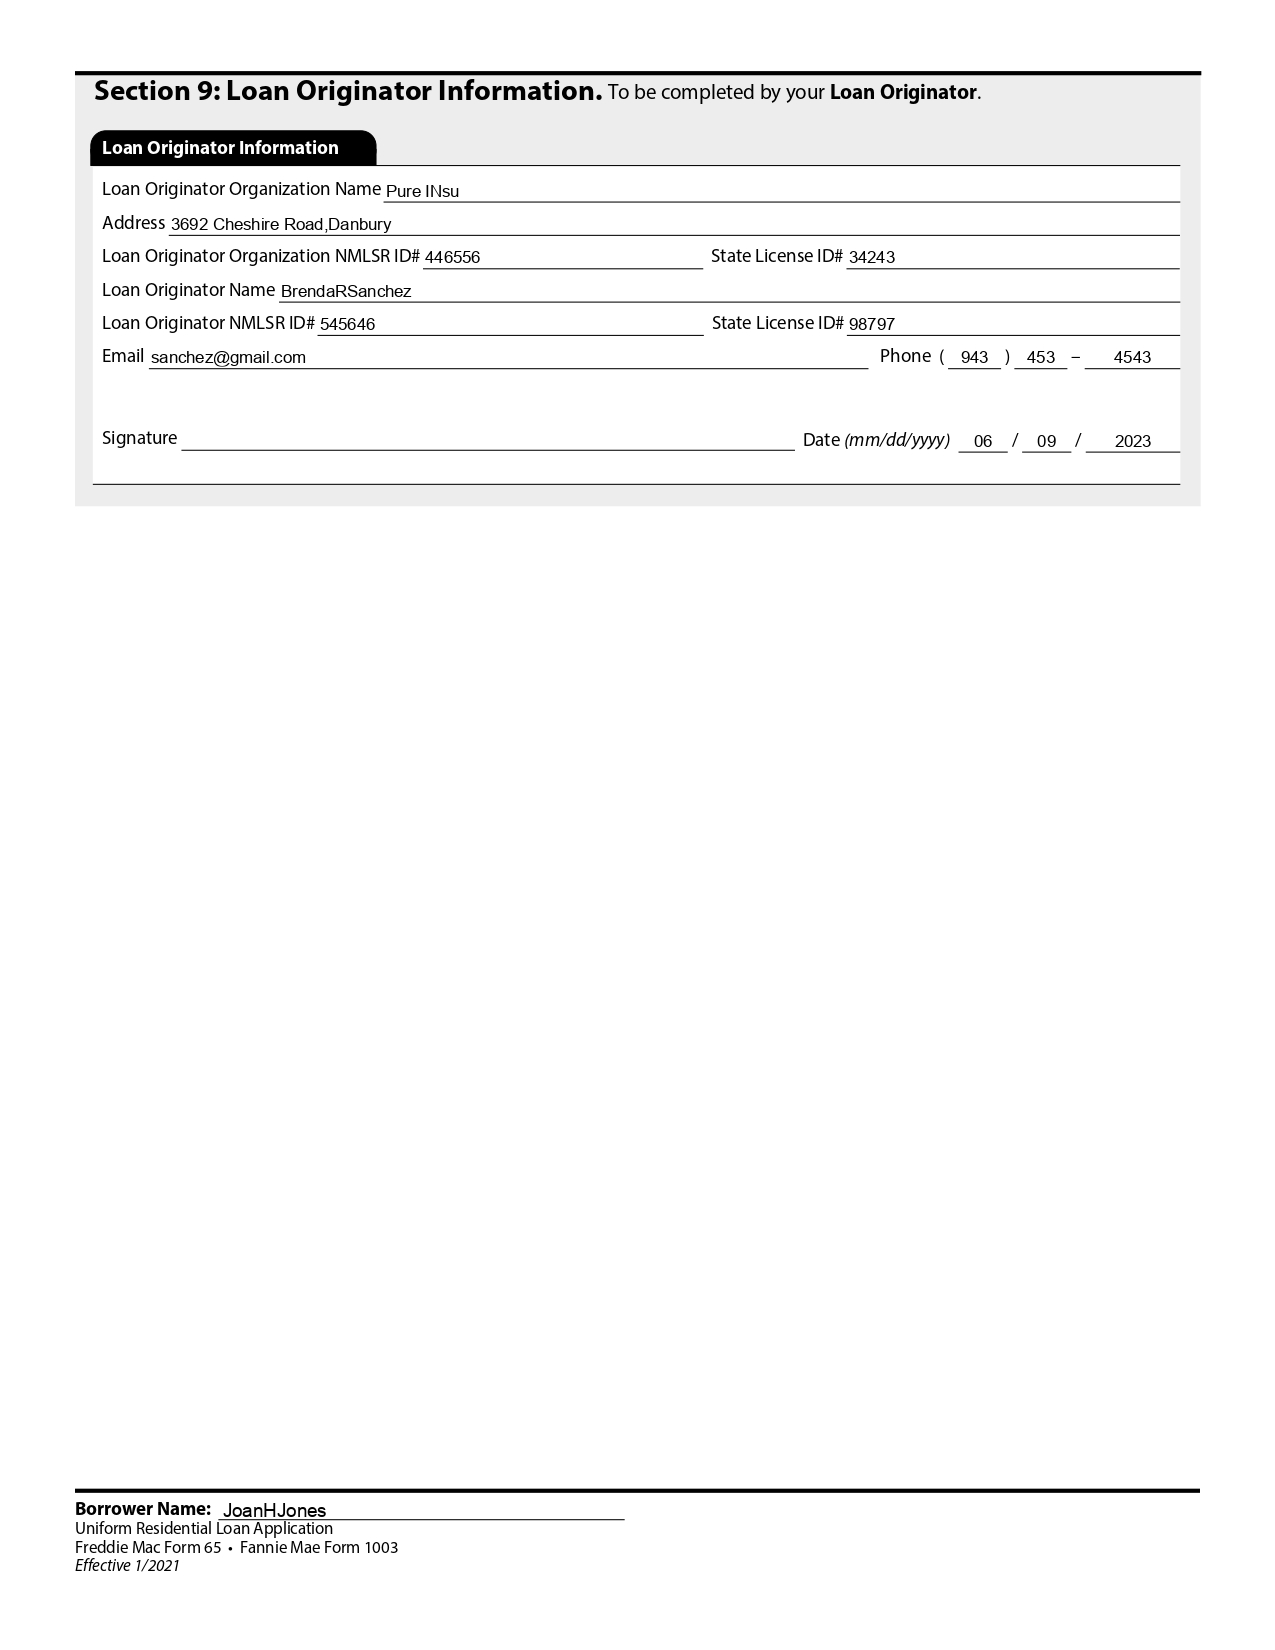 Section 9: Loan Originator Information. To be completed by your Loan Originator.
Loan Originator Information
Loan Originator Organization Name Pure INsu
Address 3692 Cheshire Road,Danbury
Loan Originator Organization NMLSR ID# 446556 State License ID# 34243
Loan Originator Name BrendaRSanchez
Loan Originator NMLSR ID# 545646 State License ID# 98797
Email sanchez@gmail.com Phone ( 943 ) 453 – 4543
Signature Date (mm/dd/yyyy) 06 / 09 / 2023
Borrower Name: JoanHJones
Uniform Residential Loan Application
Freddie Mac Form 65 • Fannie Mae Form 1003
Effective 1/2021